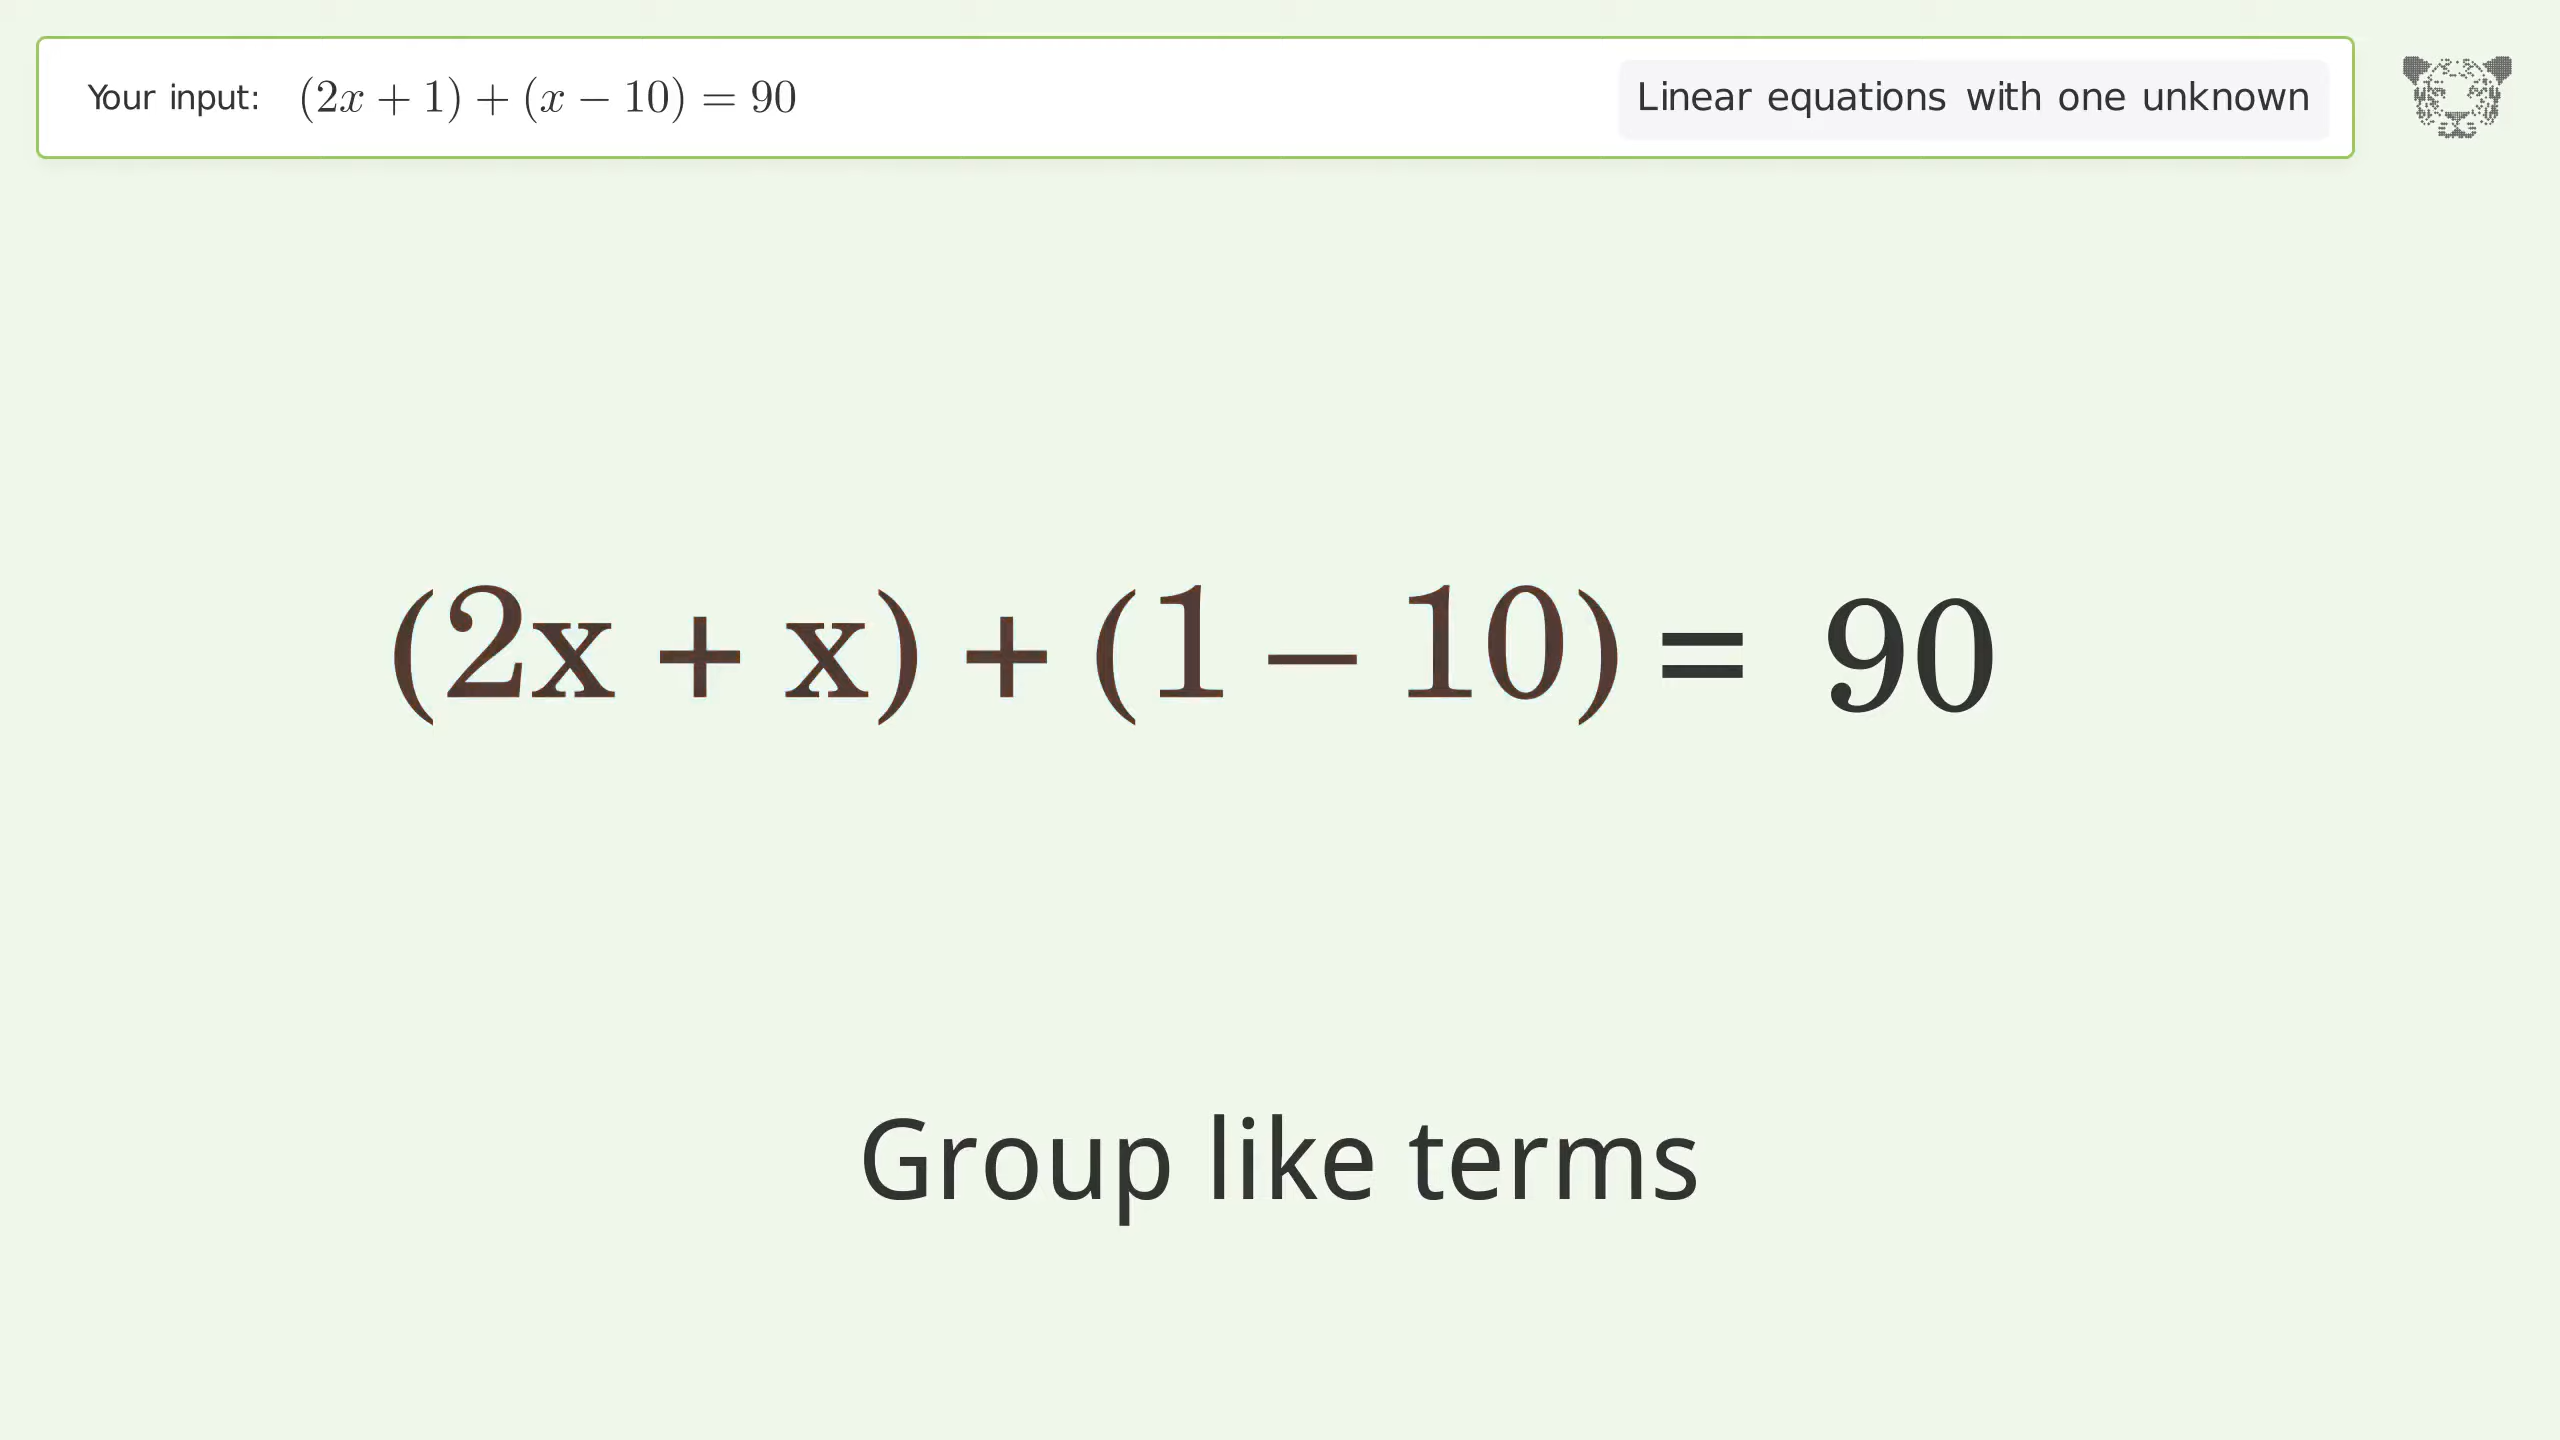 Your input: (2x + 1) + (x − 10) = 90
Linear equations with one unknown
(2x + x) + (1 − 10) = 90
Group like terms